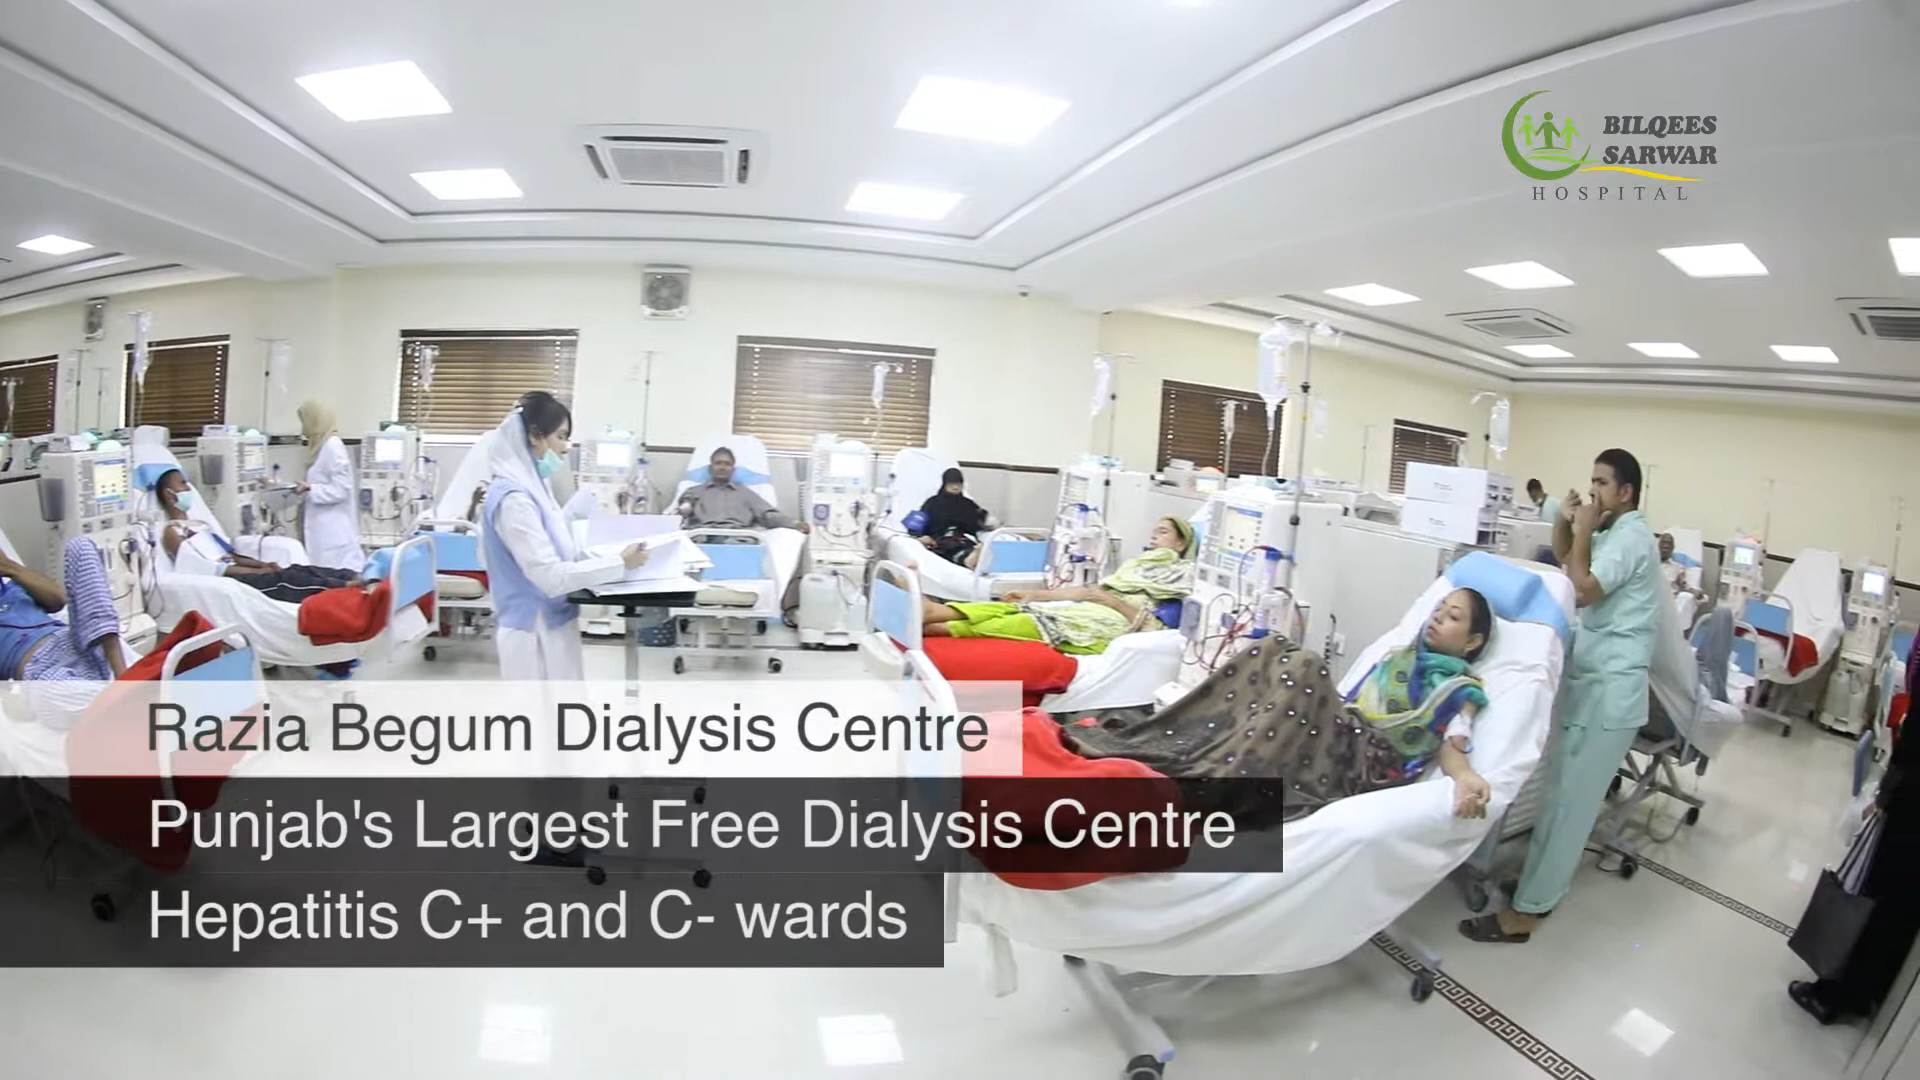 BILQEES
SARWAR
HOSPITAL
Razia Begum Dialysis Centre
Punjab's Largest Free Dialysis Centre
Hepatitis C+ and C- wards